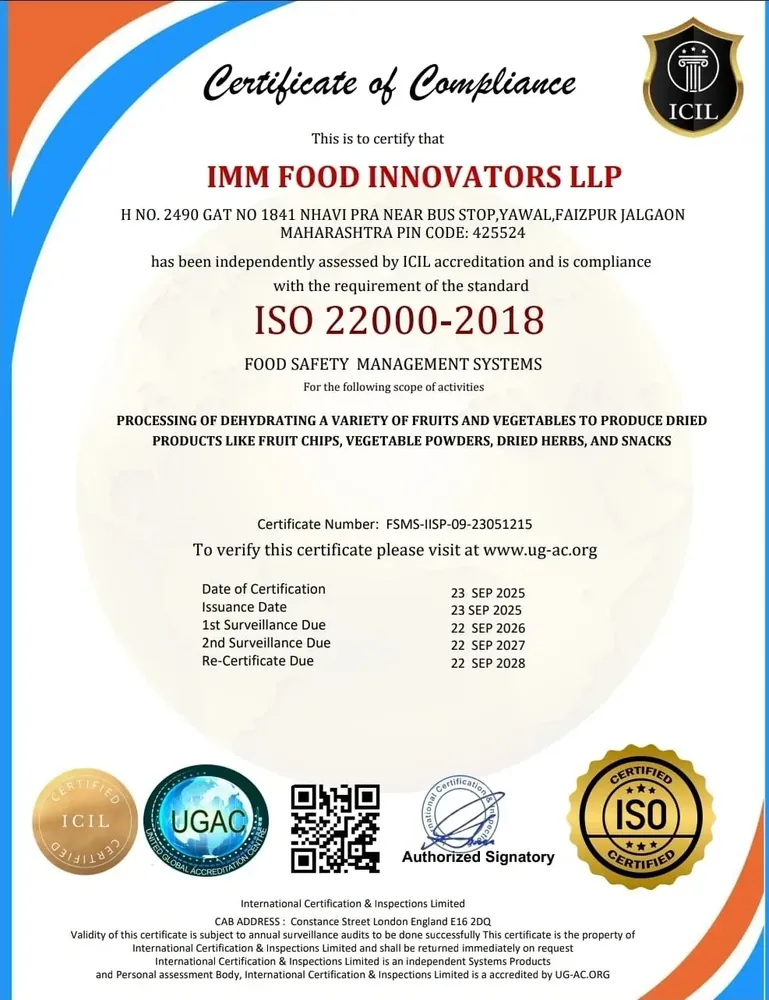 Certificate of Compliance
ICIL
This is to certify that
IMM FOOD INNOVATORS LLP
H NO. 2490 GAT NO 1841 NHAVI PRA NEAR BUS STOP,YAWAL,FAIZPUR JALGAON
MAHARASHTRA PIN CODE: 425524
has been independently assessed by ICIL accreditation and is compliance
with the requirement of the standard
ISO 22000-2018
FOOD SAFETY MANAGEMENT SYSTEMS
For the following scope of activities
PROCESSING OF DEHYDRATING A VARIETY OF FRUITS AND VEGETABLES TO PRODUCE DRIED
PRODUCTS LIKE FRUIT CHIPS, VEGETABLE POWDERS, DRIED HERBS, AND SNACKS
Certificate Number: FSMS-IISP-09-23051215
To verify this certificate please visit at www.ug-ac.org
Date of Certification 23 SEP 2025
Issuance Date 23 SEP 2025
1st Surveillance Due 22 SEP 2026
2nd Surveillance Due 22 SEP 2027
Re-Certificate Due 22 SEP 2028
CERTIFIED
ICIL
CERTIFIED
UGAC
UNITED GLOBAL ACCREDITATION CENTRE
Certification &
Authorized Signatory
CERTIFIED
ISO
CERTIFIED
International Certification & Inspections Limited
CAB ADDRESS : Constance Street London England E16 2DQ
Validity of this certificate is subject to annual surveillance audits to be done successfully This certificate is the property of
International Certification & Inspections Limited and shall be returned immediately on request
International Certification & Inspections Limited is an independent Systems Products
and Personal assessment Body, International Certification & Inspections Limited is a accredited by UG-AC.ORG